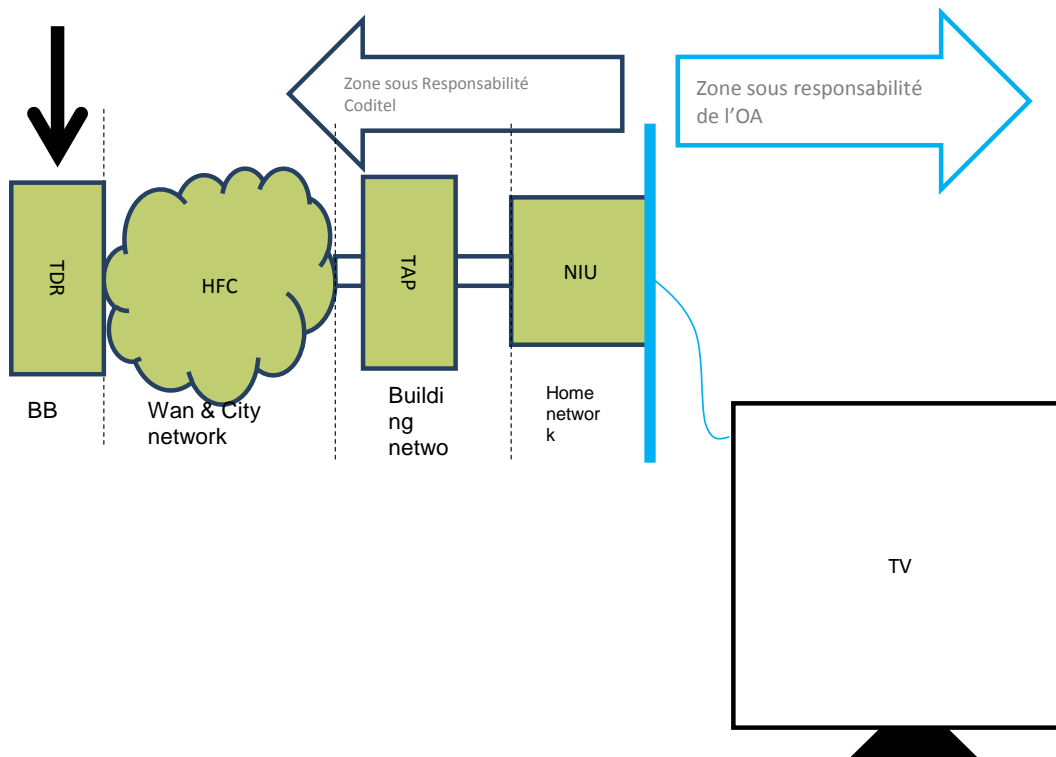 Zone sous Responsabilité
Coditel
Zone sous responsabilité
de l'OA
TDR
HFC
TAP
NIU
BB
Wan & City
network
Buildi
ng
netwo
Home
networ
k
TV